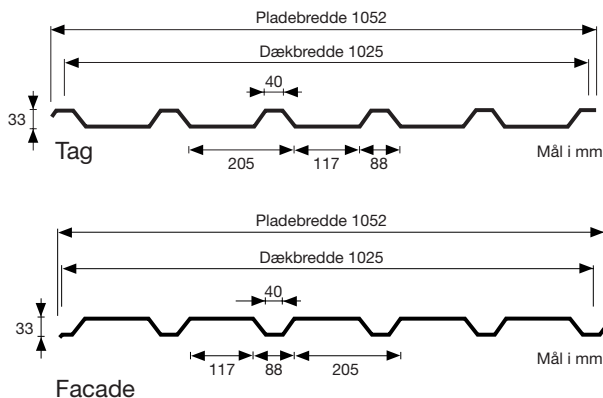 Pladebredde 1052
Dækbredde 1025
40
33
Tag
205 117 88
Mål i mm
Pladebredde 1052
Dækbredde 1025
40
33
117 88 205
Mål i mm
Facade